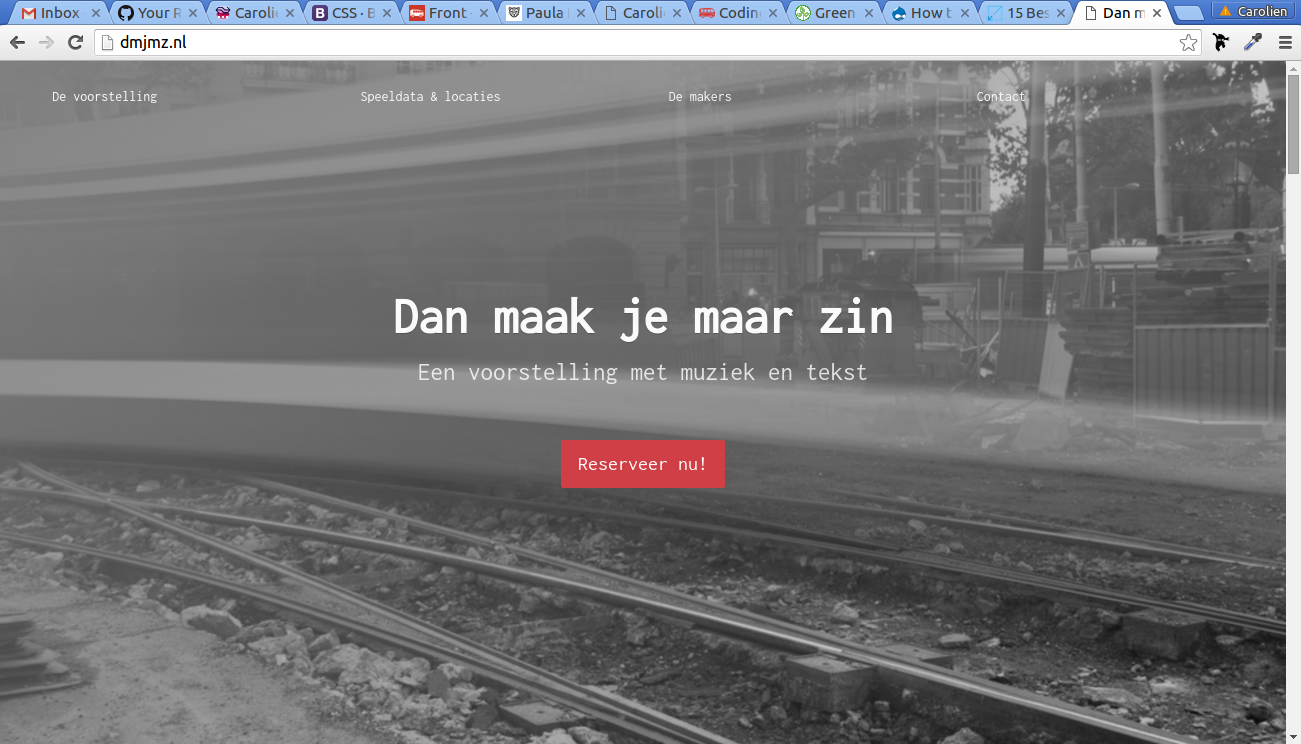 Inbox
Your R
Caroli
CSS · B
Front
Paula
Caroli
Codin
Green
How t
15 Bes
Dan m
Carolien
dmjmz.nl
De voorstelling
Speeldata & locaties
De makers
Contact
Dan maak je maar zin
Een voorstelling met muziek en tekst
Reserveer nu!